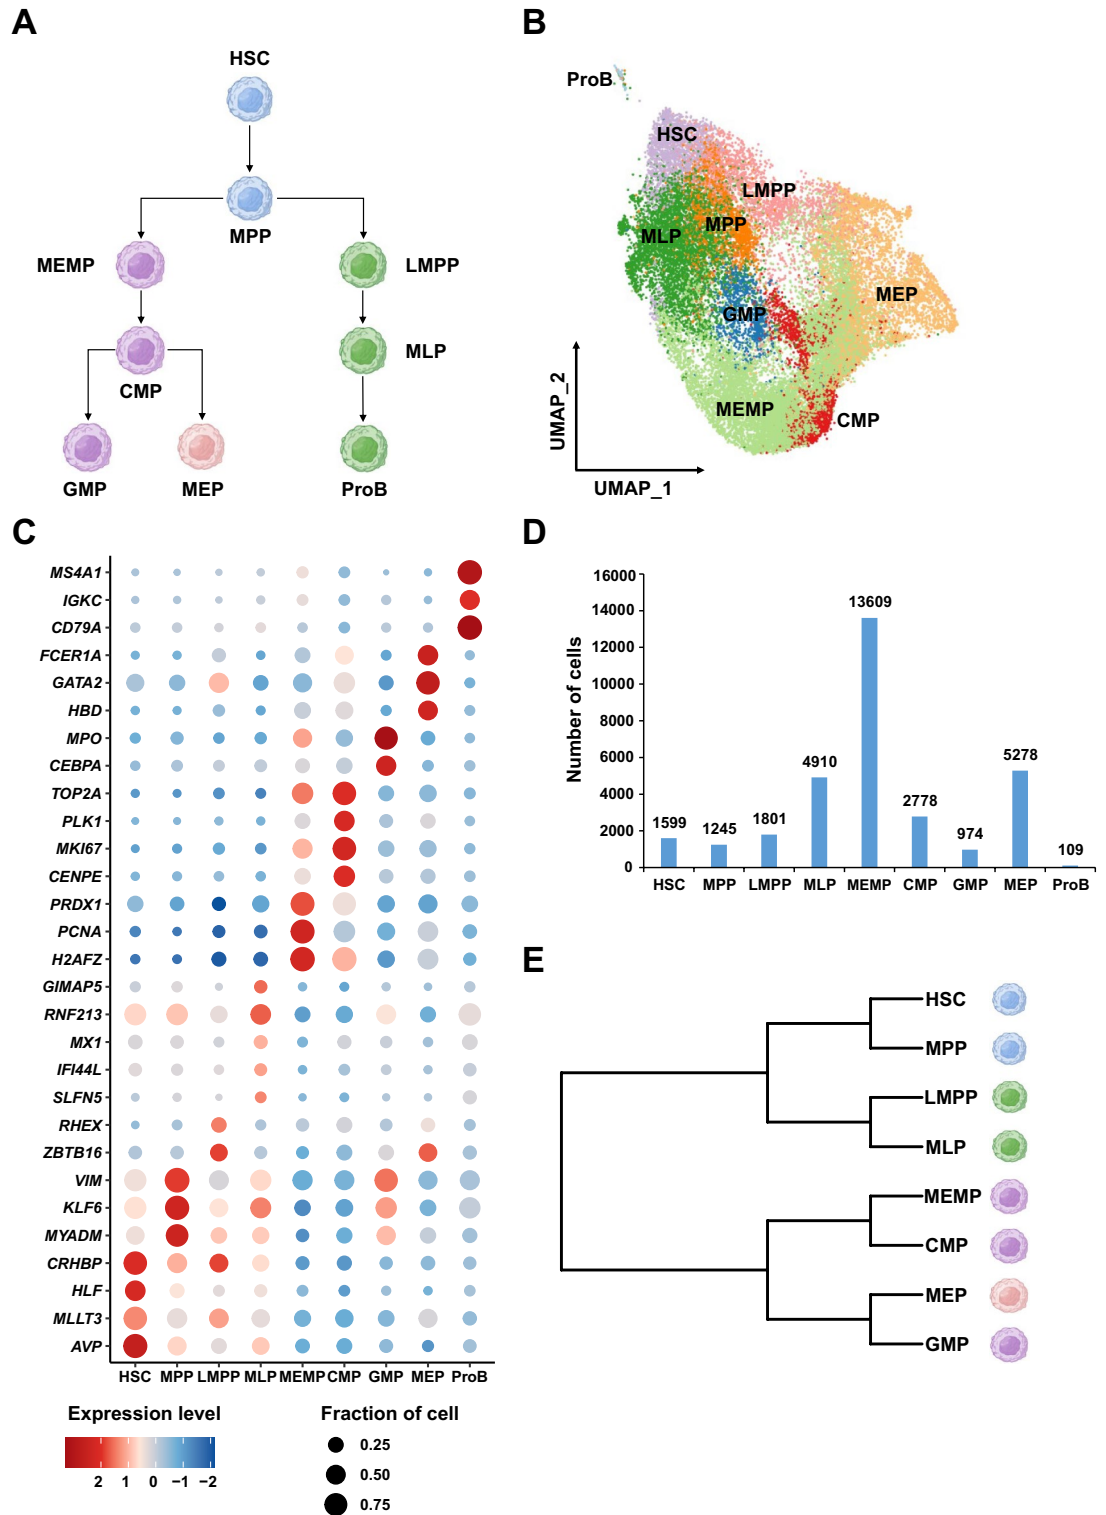 A
HSC
MPP
MEMP
LMPP
CMP
MLP
GMP
MEP
ProB
B
ProB
HSC
LMPP
MPP
MLP
MEP
GMP
MEMP
CMP
UMAP_2
UMAP_1
C
MS4A1
IGKC
CD79A
FCER1A
GATA2
HBD
MPO
CEBPA
TOP2A
PLK1
MKI67
CENPE
PRDX1
PCNA
H2AFZ
GIMAP5
RNF213
MX1
IFI44L
SLFN5
RHEX
ZBTB16
VIM
KLF6
MYADM
CRHBP
HLF
MLLT3
AVP
HSC MPP LMPP MLP MEMP CMP GMP MEP ProB
Expression level
2 1 0 −1 −2
Fraction of cell
0.25
0.50
0.75
D
Number of cells
16000
14000
12000
10000
8000
6000
4000
2000
0
1599 1245 1801 4910 13609 2778 974 5278 109
HSC MPP LMPP MLP MEMP CMP GMP MEP ProB
E
HSC
MPP
LMPP
MLP
MEMP
CMP
MEP
GMP